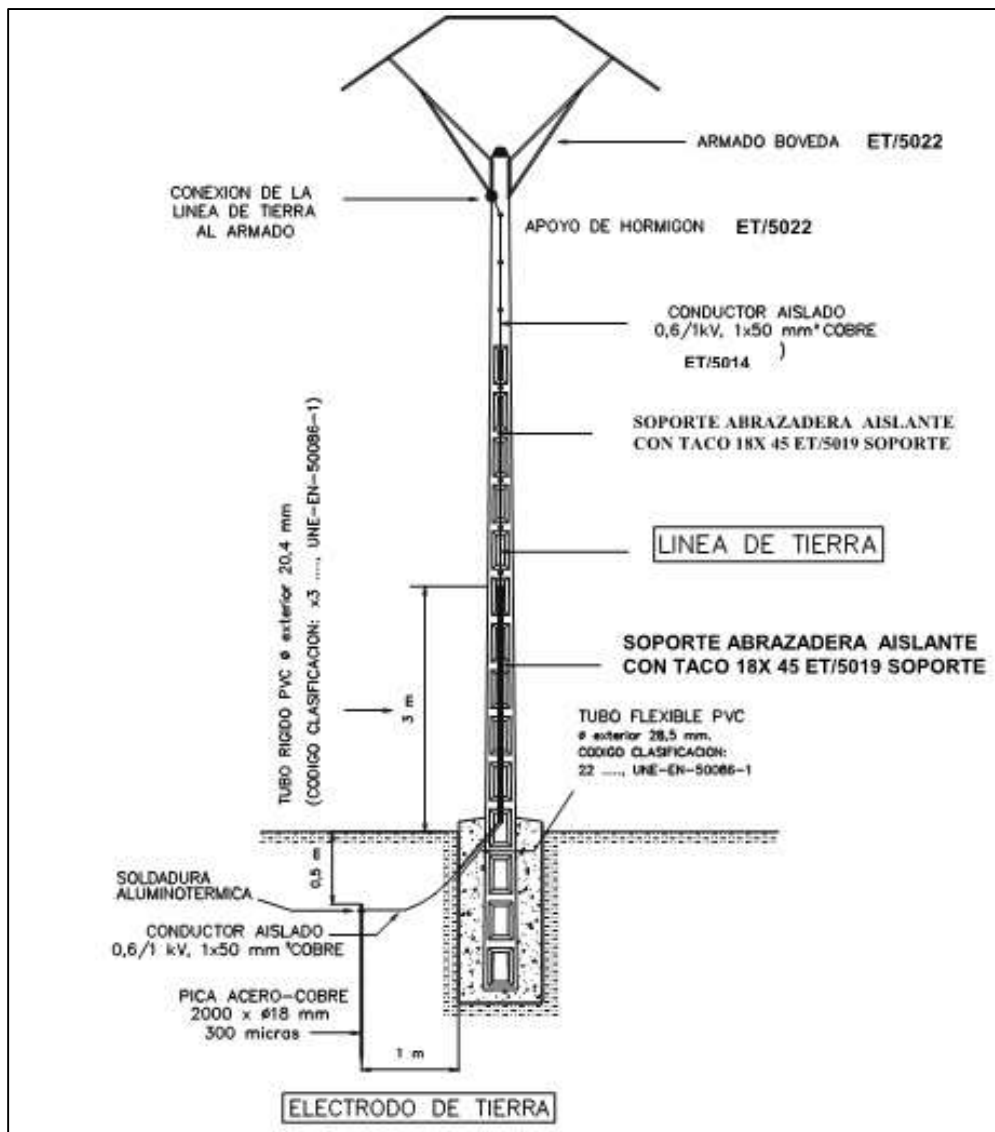 ARMADO BOVEDA ET/5022
CONEXION DE LA
LINEA DE TIERRA
AL ARMADO
APOYO DE HORMIGON ET/5022
CONDUCTOR AISLADO
0,6/1kV, 1x50 mm² COBRE
)
ET/5014
SOPORTE ABRAZADERA AISLANTE
CON TACO 18X 45 ET/5019 SOPORTE
TUBO RIGIDO PVC ø exterior 20,4 mm
(CODIGO CLASIFICACION: x3 ...., UNE-EN-50086-1)
LINEA DE TIERRA
SOPORTE ABRAZADERA AISLANTE
CON TACO 18X 45 ET/5019 SOPORTE
3 m
TUBO FLEXIBLE PVC
ø exterior 28,5 mm.
CODIGO CLASIFICACION:
22 ...., UNE-EN-50086-1
0,5 m
SOLDADURA
ALUMINOTERMICA
CONDUCTOR AISLADO
0,6/1 kV, 1x50 mm² COBRE
PICA ACERO-COBRE
2000 x ø18 mm
300 micras
1 m
ELECTRODO DE TIERRA